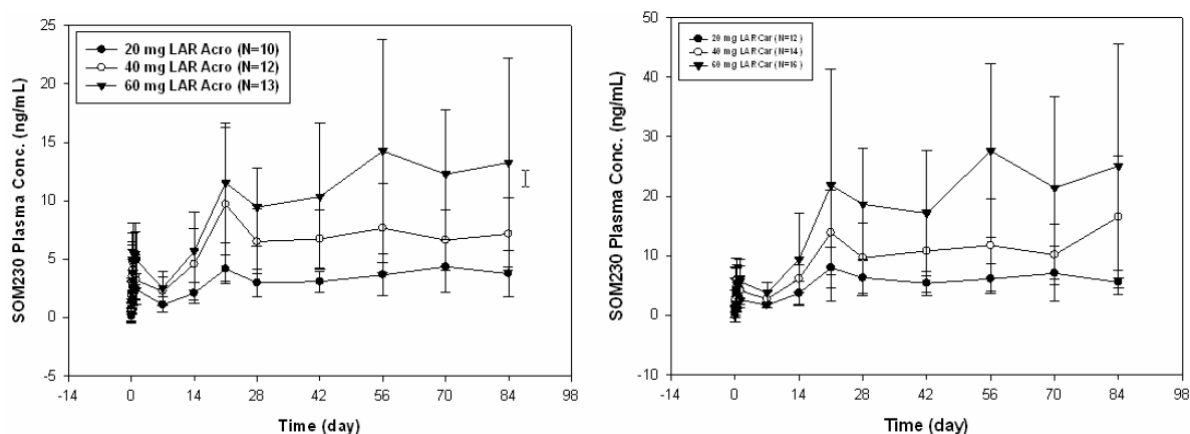 25
20
15
10
5
0
-5
SOM230 Plasma Conc. (ng/mL)
20 mg LAR Acro (N=10)
40 mg LAR Acro (N=12)
60 mg LAR Acro (N=13)
-14 0 14 28 42 56 70 84 98
Time (day)
50
40
30
20
10
0
-10
SOM230 Plasma Conc. (ng/mL)
20 mg LAR Car (N=12)
40 mg LAR Car (N=14)
60 mg LAR Car (N=16)
-14 0 14 28 42 56 70 84 98
Time (day)